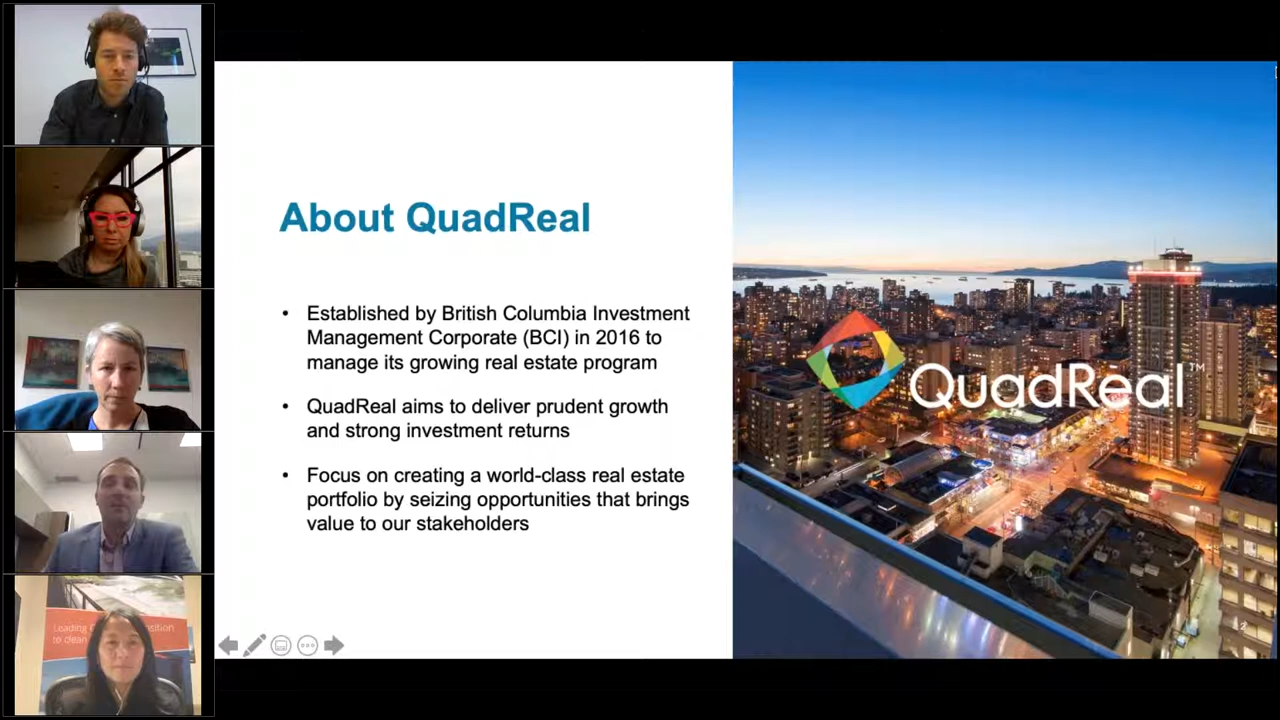 About QuadReal
• Established by British Columbia Investment
Management Corporate (BCI) in 2016 to
manage its growing real estate program
• QuadReal aims to deliver prudent growth
and strong investment returns
• Focus on creating a world-class real estate
portfolio by seizing opportunities that brings
value to our stakeholders
QuadReal™
Leading
sition
to clean